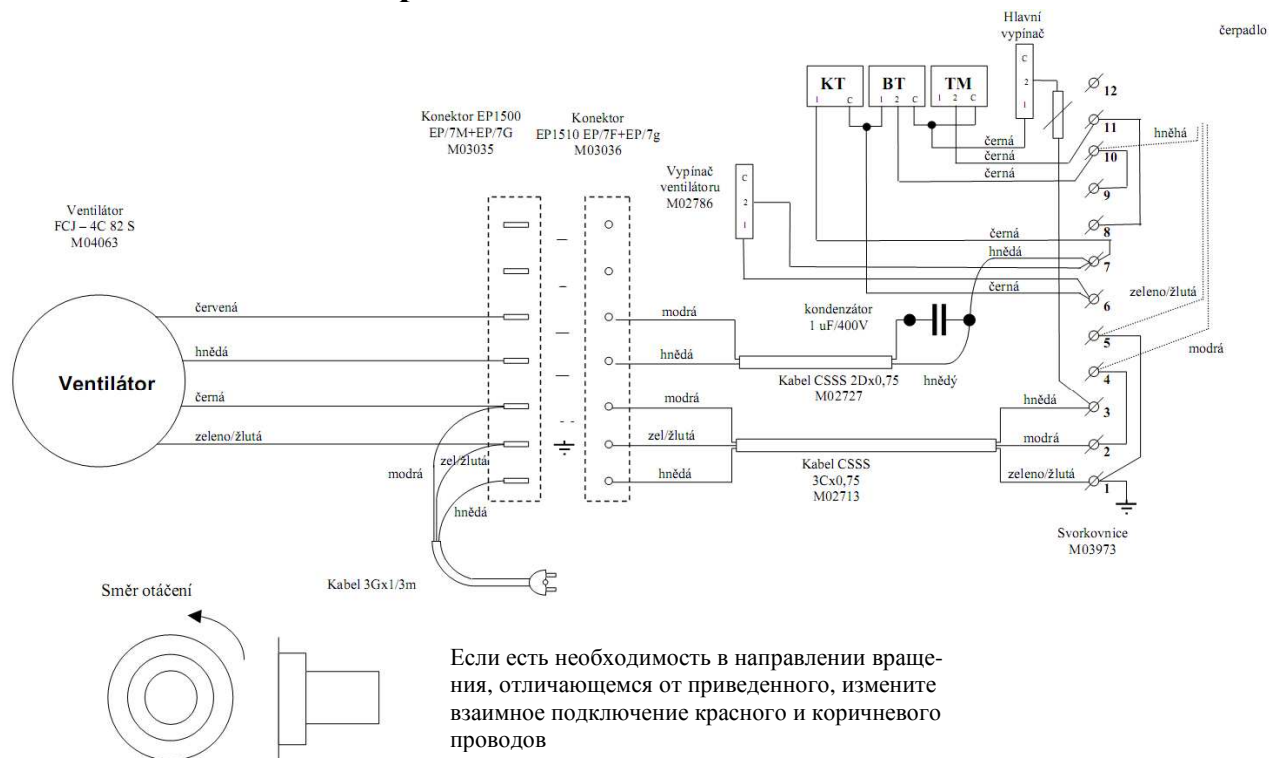 Hlavní
vypínač
čerpadlo
C
2
1
KT
BT
TM
1 C
1 2 C
1 2 C
12
11
10
9
8
7
6
5
4
3
2
1
Konektor EP1500
EP/7M+EP/7G
M03035
Konektor
EP1510 EP/7F+EP/7g
M03036
černá
černá
černá
hněhá
Vypínač
ventilátoru
M02786
C
2
1
Ventilátor
FCJ – 4C 82 S
M04063
černá
hnědá
černá
zeleno/žlutá
kondenzátor
1 uF/400V
červená
modrá
hnědá
hnědá
modrá
Ventilátor
Kabel CSSS 2Dx0,75
M02727
hnědý
černá
modrá
hnědá
zeleno/žlutá
zel/žlutá
modrá
modrá
zel/žlutá
hnědá
Kabel CSSS
3Cx0,75
M02713
zeleno/žlutá
hnědá
Svorkovnice
M03973
Kabel 3Gx1/3m
Směr otáčení
Если есть необходимость в направлении враще-
ния, отличающемся от приведенного, измените
взаимное подключение красного и коричневого
проводов